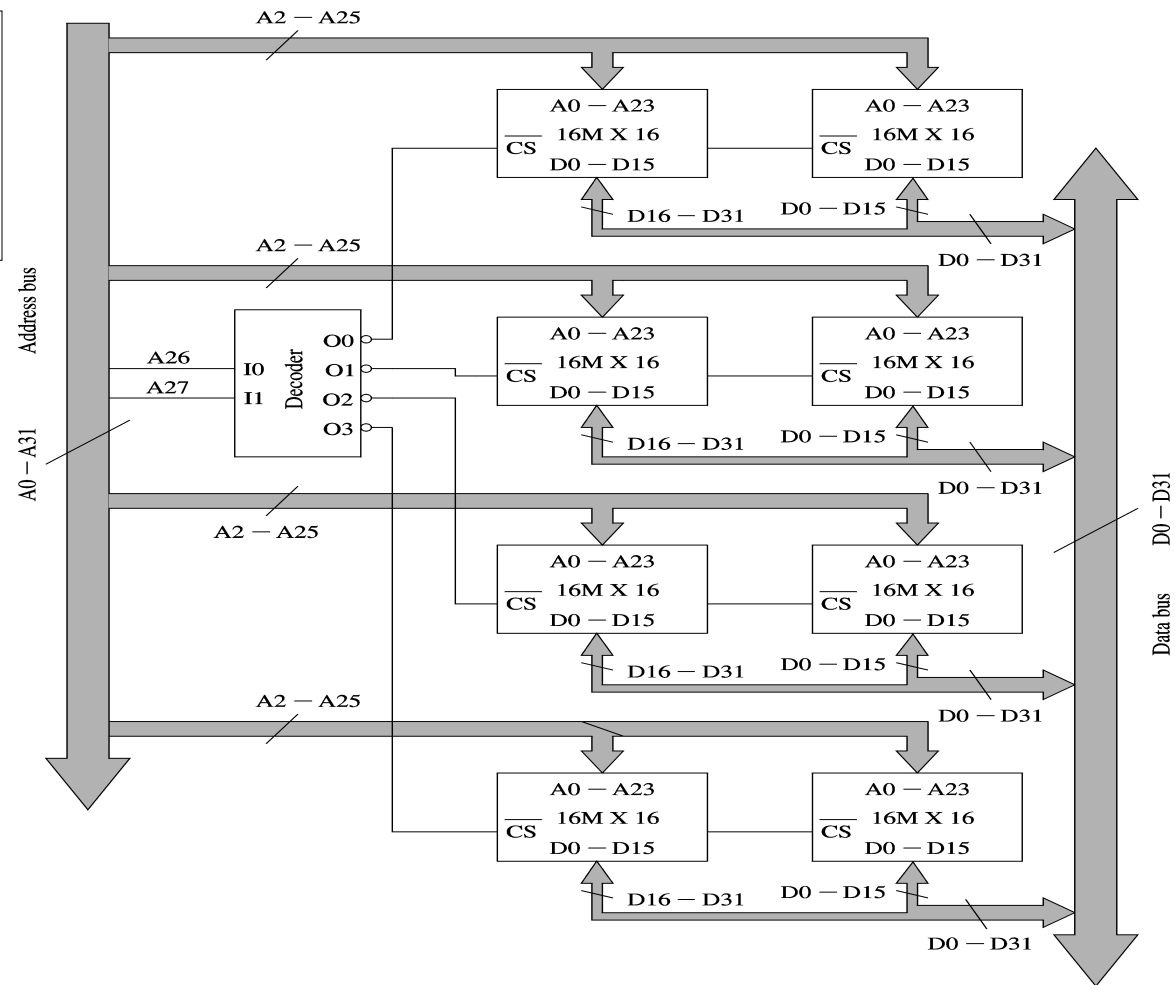 A2 – A25
A0 – A23
CS 16M X 16
D0 – D15
A0 – A23
CS 16M X 16
D0 – D15
D16 – D31
D0 – D15
D0 – D31
A2 – A25
Address bus
A0 – A31
A26
A27
I0
I1
Decoder
O0
O1
O2
O3
A0 – A23
CS 16M X 16
D0 – D15
A0 – A23
CS 16M X 16
D0 – D15
D16 – D31
D0 – D15
D0 – D31
A2 – A25
A0 – A23
CS 16M X 16
D0 – D15
A0 – A23
CS 16M X 16
D0 – D15
D16 – D31
D0 – D15
D0 – D31
D0 – D31
Data bus
A2 – A25
A0 – A23
CS 16M X 16
D0 – D15
A0 – A23
CS 16M X 16
D0 – D15
D16 – D31
D0 – D15
D0 – D31